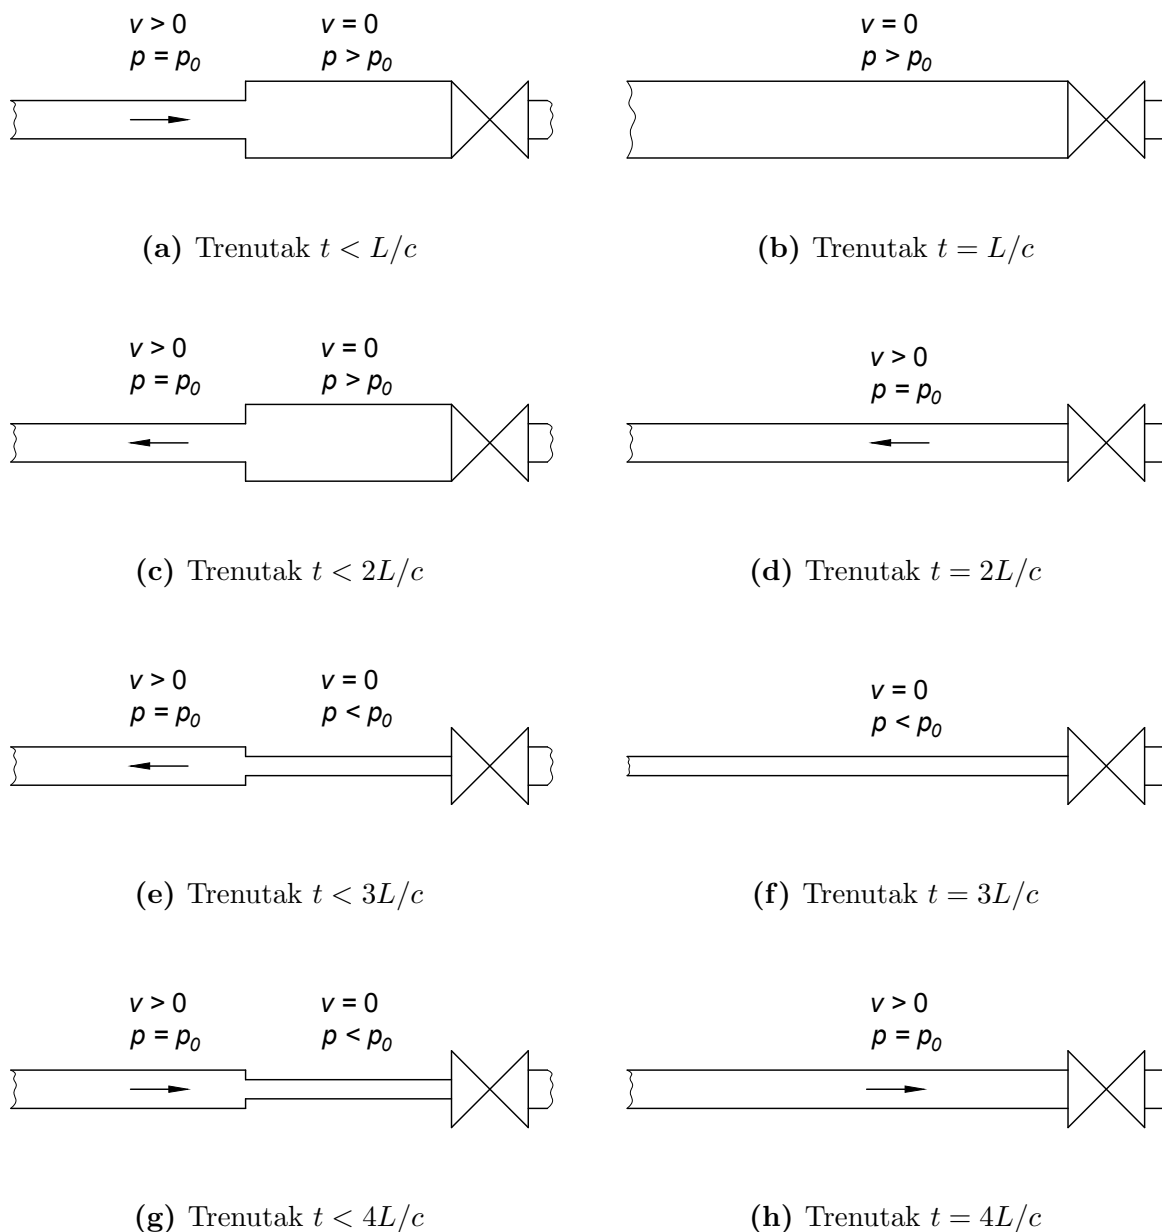 v > 0
p = p₀
v = 0
p > p₀
v = 0
p > p₀
(a) Trenutak t < L/c
(b) Trenutak t = L/c
v > 0
p = p₀
v = 0
p > p₀
v > 0
p = p₀
(c) Trenutak t < 2L/c
(d) Trenutak t = 2L/c
v > 0
p = p₀
v = 0
p < p₀
v = 0
p < p₀
(e) Trenutak t < 3L/c
(f) Trenutak t = 3L/c
v > 0
p = p₀
v = 0
p < p₀
v > 0
p = p₀
(g) Trenutak t < 4L/c
(h) Trenutak t = 4L/c